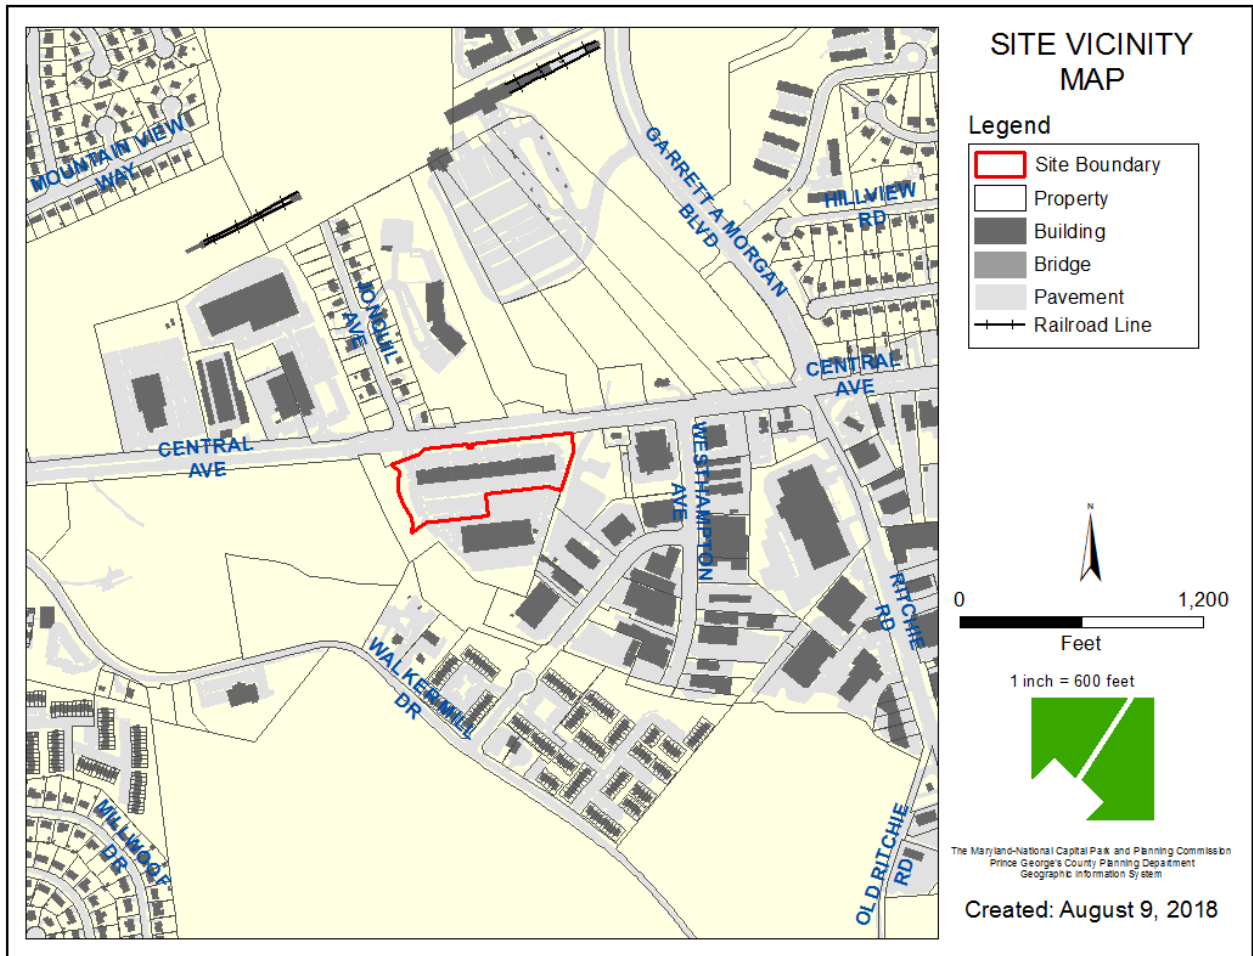 SITE VICINITY
MAP
Legend
Site Boundary
Property
Building
Bridge
Pavement
Railroad Line
MOUNTAIN VIEW
WAY
GARRETT A MORGAN
BLVD
HILLVIEW
RD
JONQUIL
AVE
CENTRAL
AVE
CENTRAL
AVE
WESTHAMPTON
AVE
RITCHIE
RD
WALKER MILL
DR
MILLWOOF
DR
OLD RITCHIE
RD
N
0 1,200
Feet
1 inch = 600 feet
The Maryland-National Capital Park and Planning Commission
Prince George's County Planning Department
Geographic Information System
Created: August 9, 2018